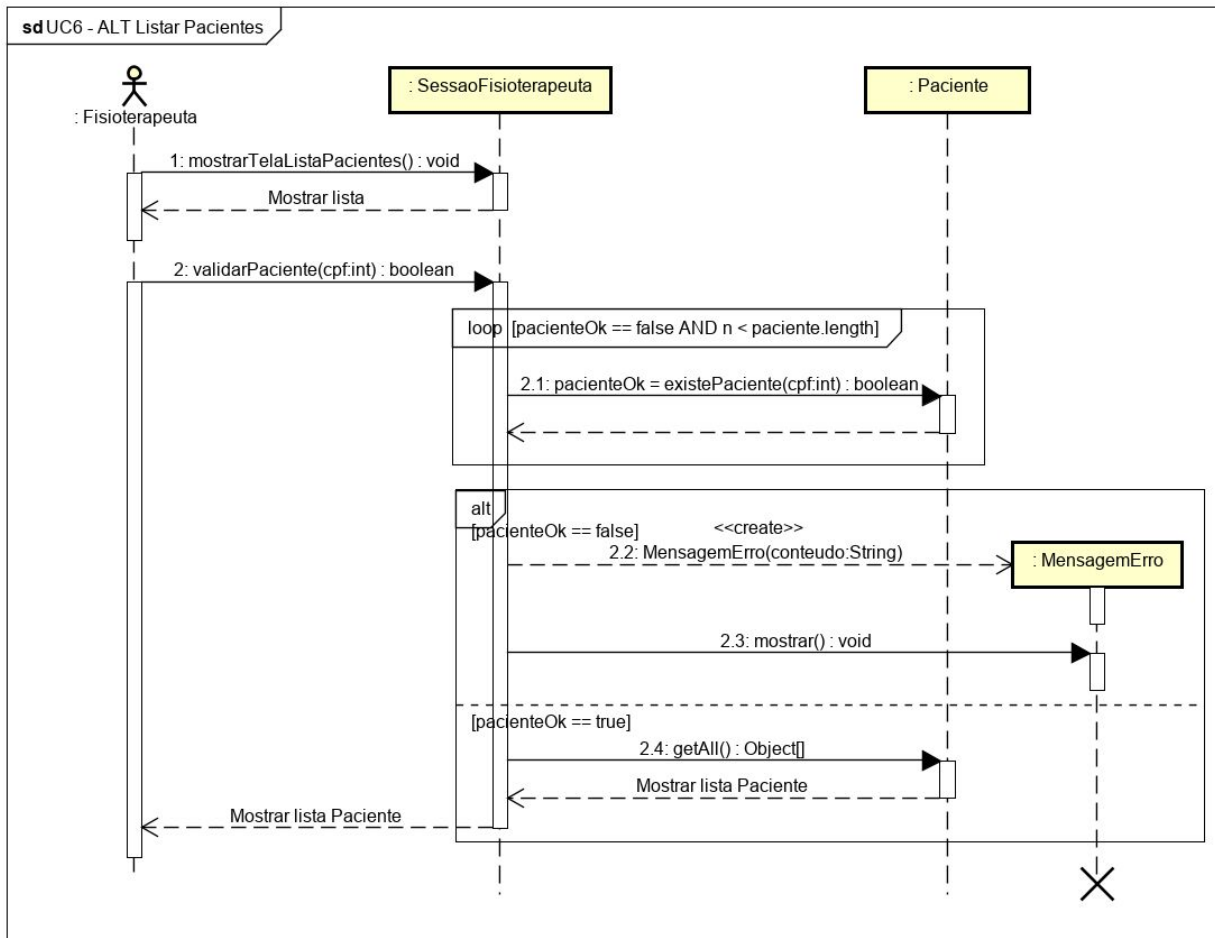 sd UC6 - ALT Listar Pacientes
: Fisioterapeuta
: SessaoFisioterapeuta
: Paciente
1: mostrarTelaListaPacientes() : void
Mostrar lista
2: validarPaciente(cpf:int) : boolean
loop [pacienteOk == false AND n < paciente.length]
2.1: pacienteOk = existePaciente(cpf:int) : boolean
alt
[pacienteOk == false]
<<create>>
2.2: MensagemErro(conteudo:String)
: MensagemErro
2.3: mostrar() : void
[pacienteOk == true]
2.4: getAll() : Object[]
Mostrar lista Paciente
Mostrar lista Paciente